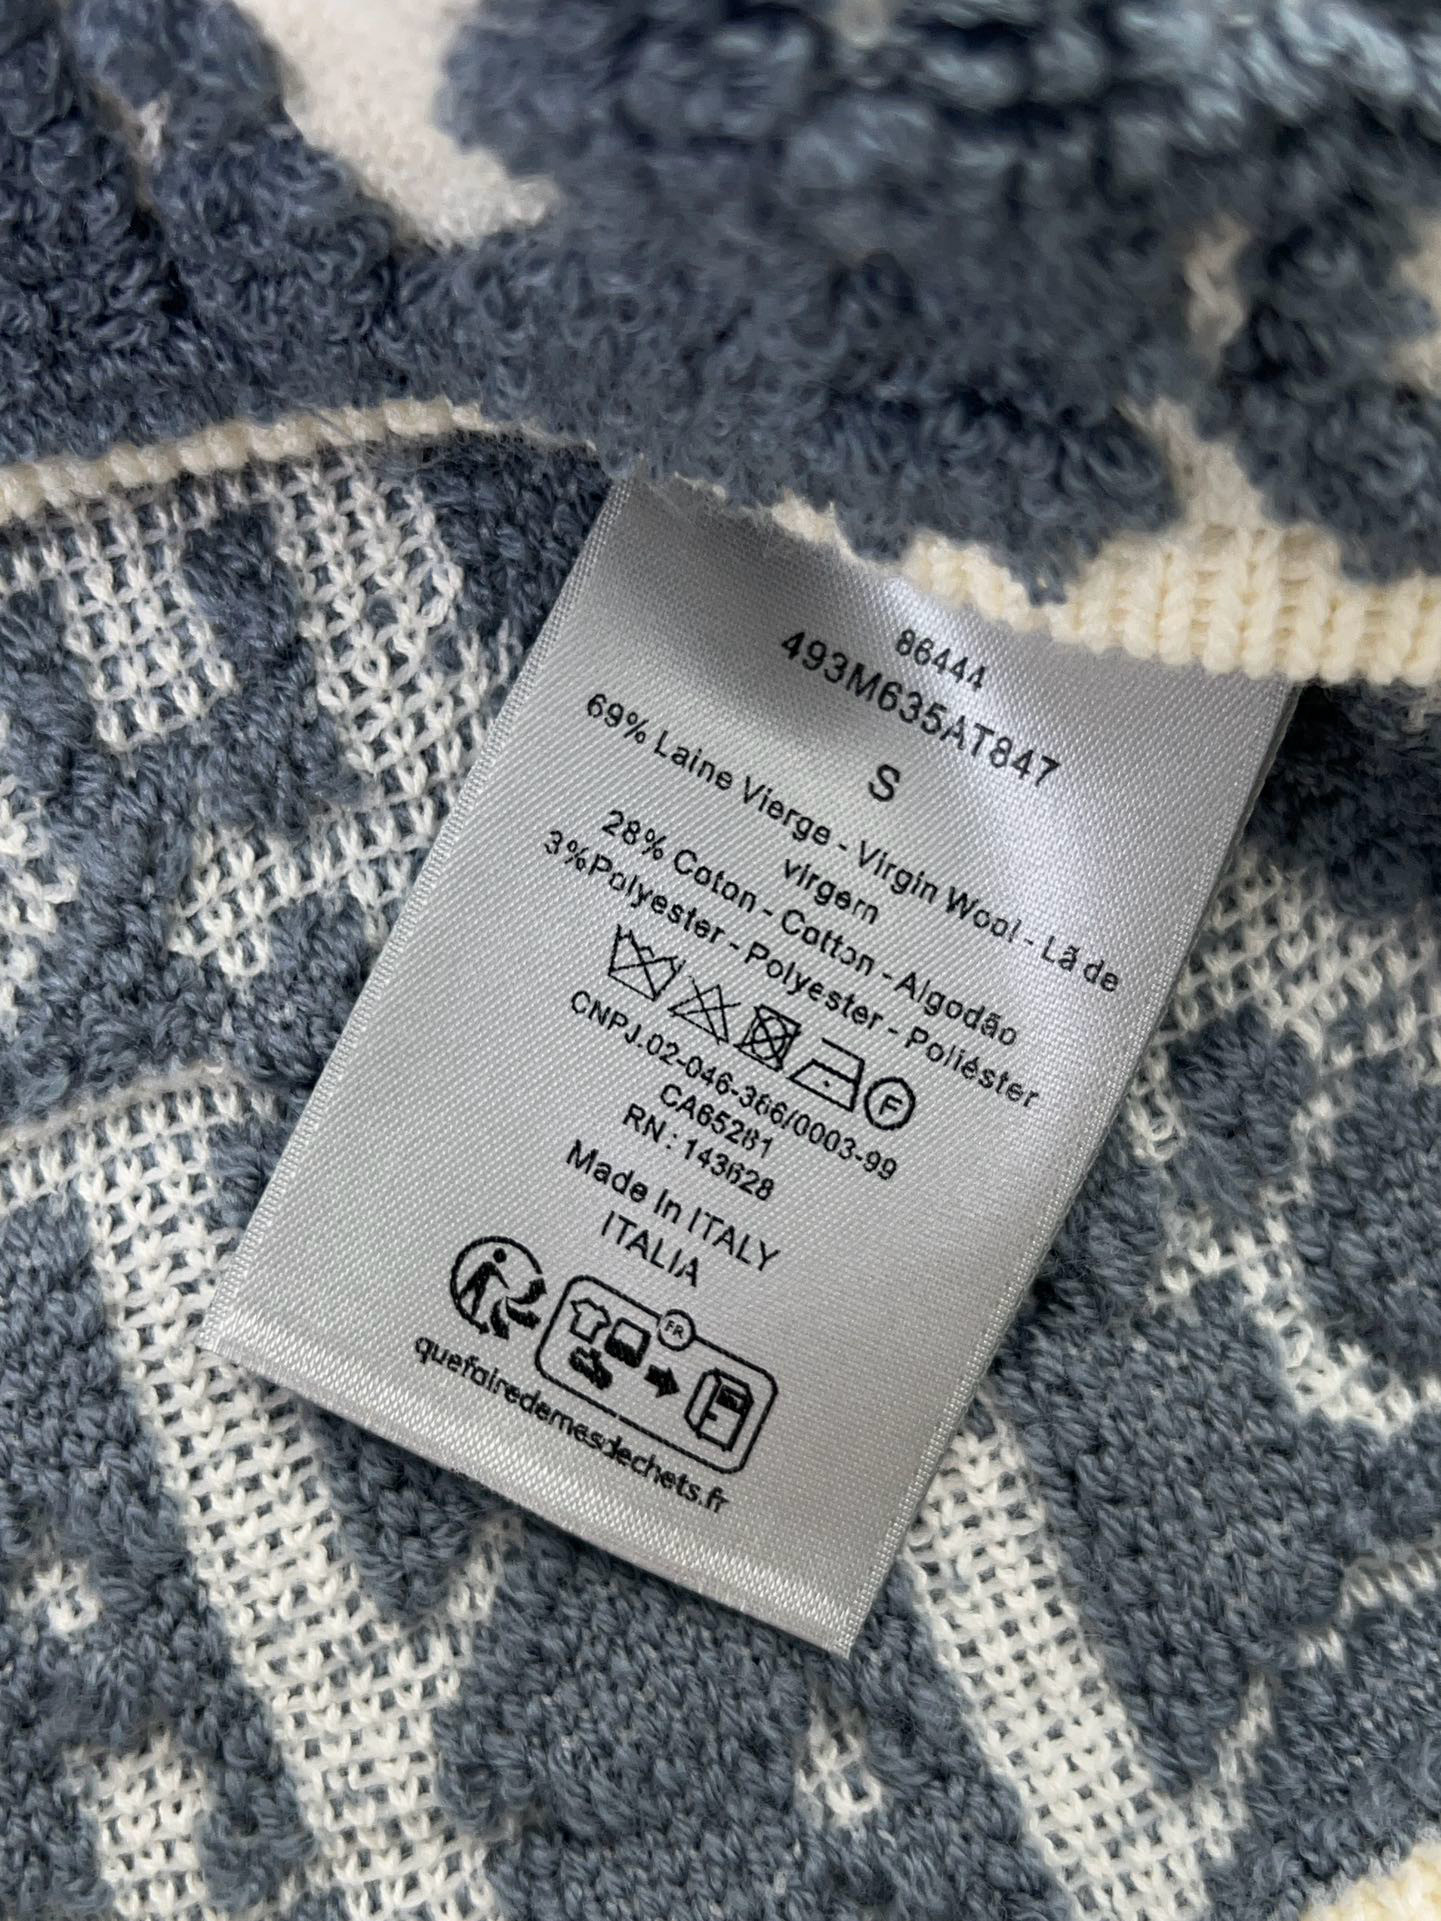 86444
493M635AT847
S
69% Laine Vierge - Virgin Wool - Lã de
virgem
28% Coton - Cotton - Algodão
3%Polyester - Polyester - Poliéster
F
CNPJ.02-046-366/0003-99
CA65281
RN : 143628
Made In ITALY
ITALIA
FR
quefairedemesdechets.fr